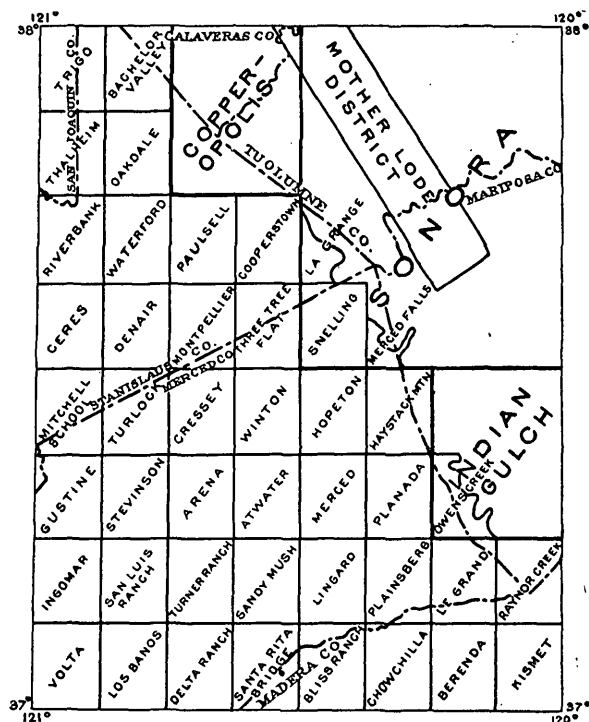 121°
120°
38°
38°
TRIGO
SAN JOAQUIN CO.
BACHELOR
VALLEY
CALAVERAS CO.
COPPER-
OPOLIS
MOTHER LODE
DISTRICT
THALHEIM
OAKDALE
TUOLUMNE
CO.
MARIPOSA CO
S N R A
RIVERBANK
WATERFORD
PAULSELL
COOPERSTOWN
LA GRANGE
CERES
DENAIR
MONTPELLIER
THREE TREE
FLAT
SNELLING
MERCED FALLS
STANISLAUS
CO.
MERCED CO
MITCHELL
SCHOOL
TURLOCK
CRESSEY
WINTON
HOPETON
HAYSTACK MTN.
INDIAN
GULCH
GUSTINE
STEVINSON
ARENA
ATWATER
MERCED
PLANADA
OWENS CREEK
INGOMAR
SAN LUIS
RANCH
TURNER RANCH
SANDY MUSH
LINGARD
PLAINSBERG
LE GRAND
RAYNOR CREEK
VOLTA
LOS BANOS
DELTA RANCH
SANTA RITA
BRIDGE
MADERA CO.
BLISS RANCH
CHOWCHILLA
BERENDA
KISMET
37°
37°
121°
120°